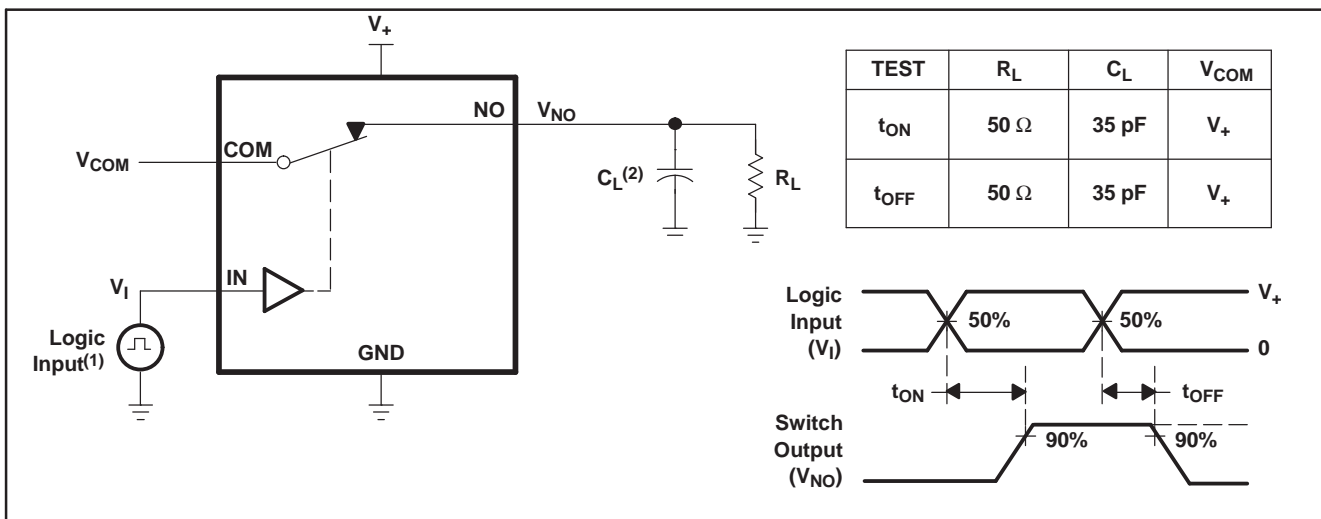 V+
NO
VNO
COM
VCOM
CL(2)
RL
IN
VI
Logic
Input(1)
GND
TEST RL CL VCOM
tON 50 Ω 35 pF V+
tOFF 50 Ω 35 pF V+
Logic
Input
(VI)
50%
50%
V+
0
tON
tOFF
Switch
Output
(VNO)
90%
90%